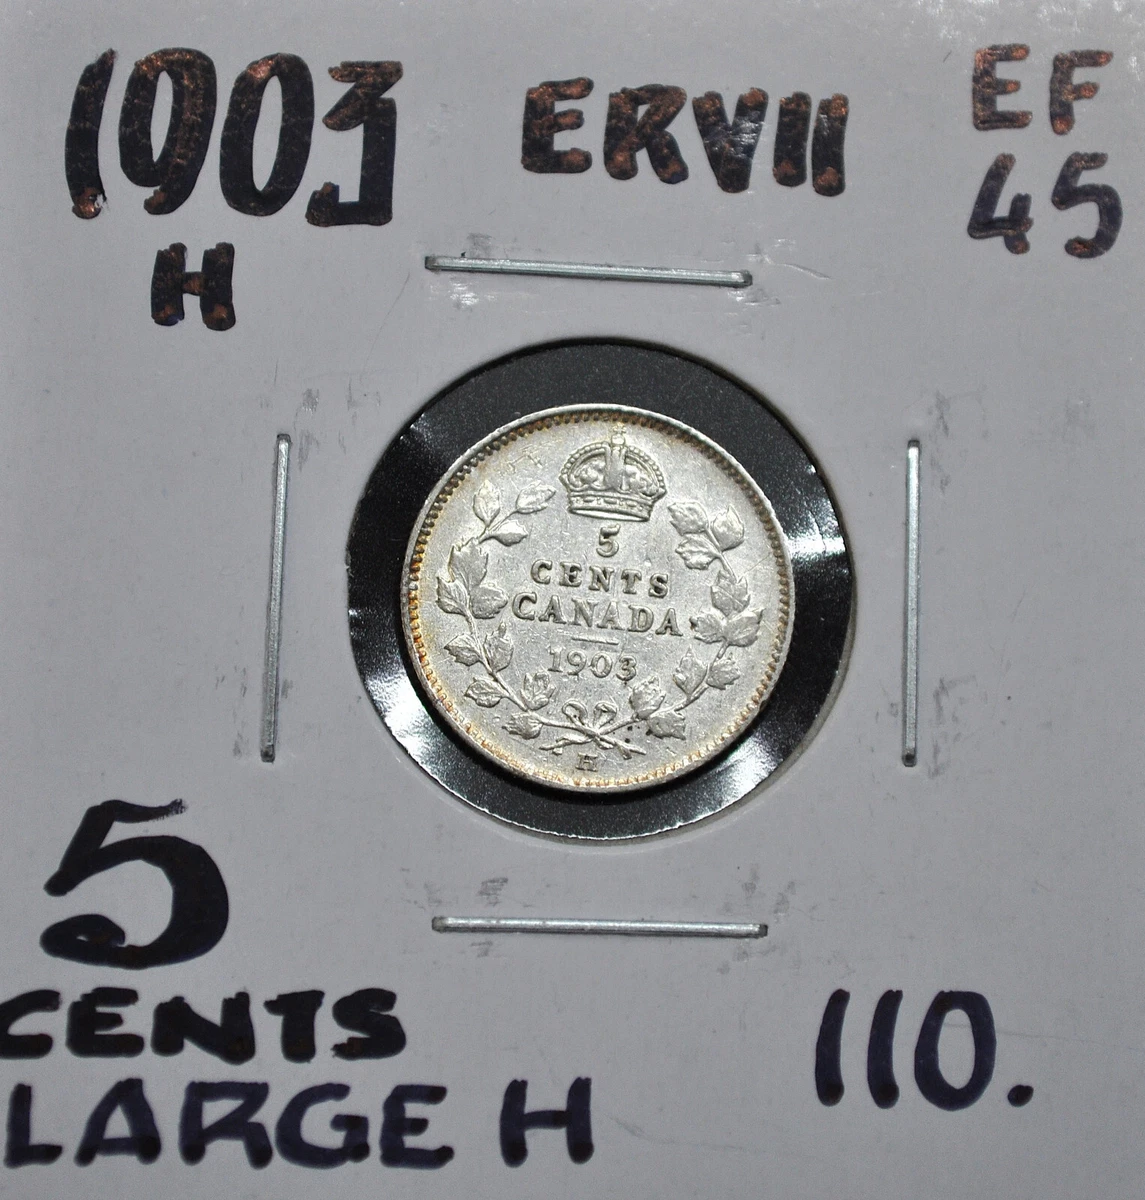 1903 ERVII EF
H 45
5
CENTS
CANADA
1903
H
5
CENTS
LARGE H 110.